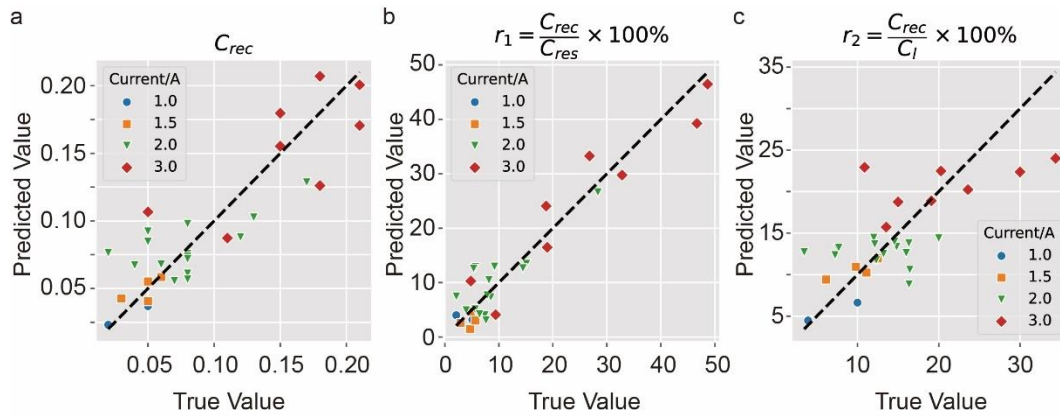 a
C_rec
Predicted Value
0.20
0.15
0.10
0.05
Current/A
1.0
1.5
2.0
3.0
0.05 0.10 0.15 0.20
True Value
b
r₁ = C_rec/C_res × 100%
Predicted Value
50
40
30
20
10
0
Current/A
1.0
1.5
2.0
3.0
0 10 20 30 40 50
True Value
c
r₂ = C_rec/C_l × 100%
Predicted Value
35
25
15
5
Current/A
1.0
1.5
2.0
3.0
10 20 30
True Value